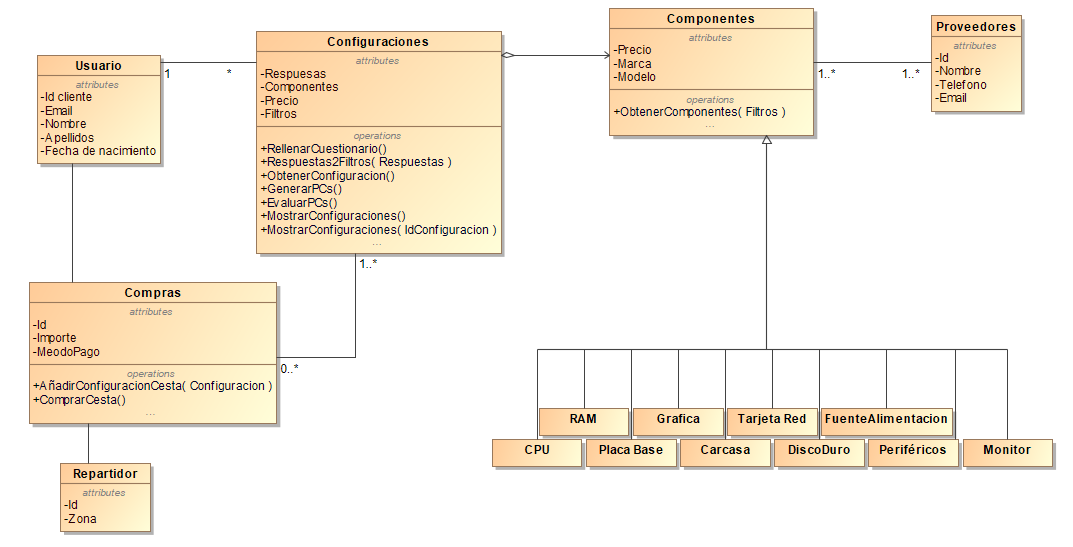 Usuario
attributes
-Id cliente
-Email
-Nombre
-Apellidos
-Fecha de nacimiento
1
*
Configuraciones
attributes
-Respuesas
-Componentes
-Precio
-Filtros
operations
+RellenarCuestionario()
+Respuestas2Filtros( Respuestas )
+ObtenerConfiguracion()
+GenerarPCs()
+EvaluarPCs()
+MostrarConfiguraciones()
+MostrarConfiguraciones( IdConfiguracion )
...
1..*
Componentes
attributes
-Precio
-Marca
-Modelo
operations
+ObtenerComponentes( Filtros )
...
1..*
1..*
Proveedores
attributes
-Id
-Nombre
-Telefono
-Email
Compras
attributes
-Id
-Importe
-MeodoPago
operations
+AñadirConfiguracionCesta( Configuracion )
+ComprarCesta()
...
0..*
Repartidor
attributes
-Id
-Zona
RAM
Grafica
Tarjeta Red
FuenteAlimentacion
CPU
Placa Base
Carcasa
DiscoDuro
Periféricos
Monitor